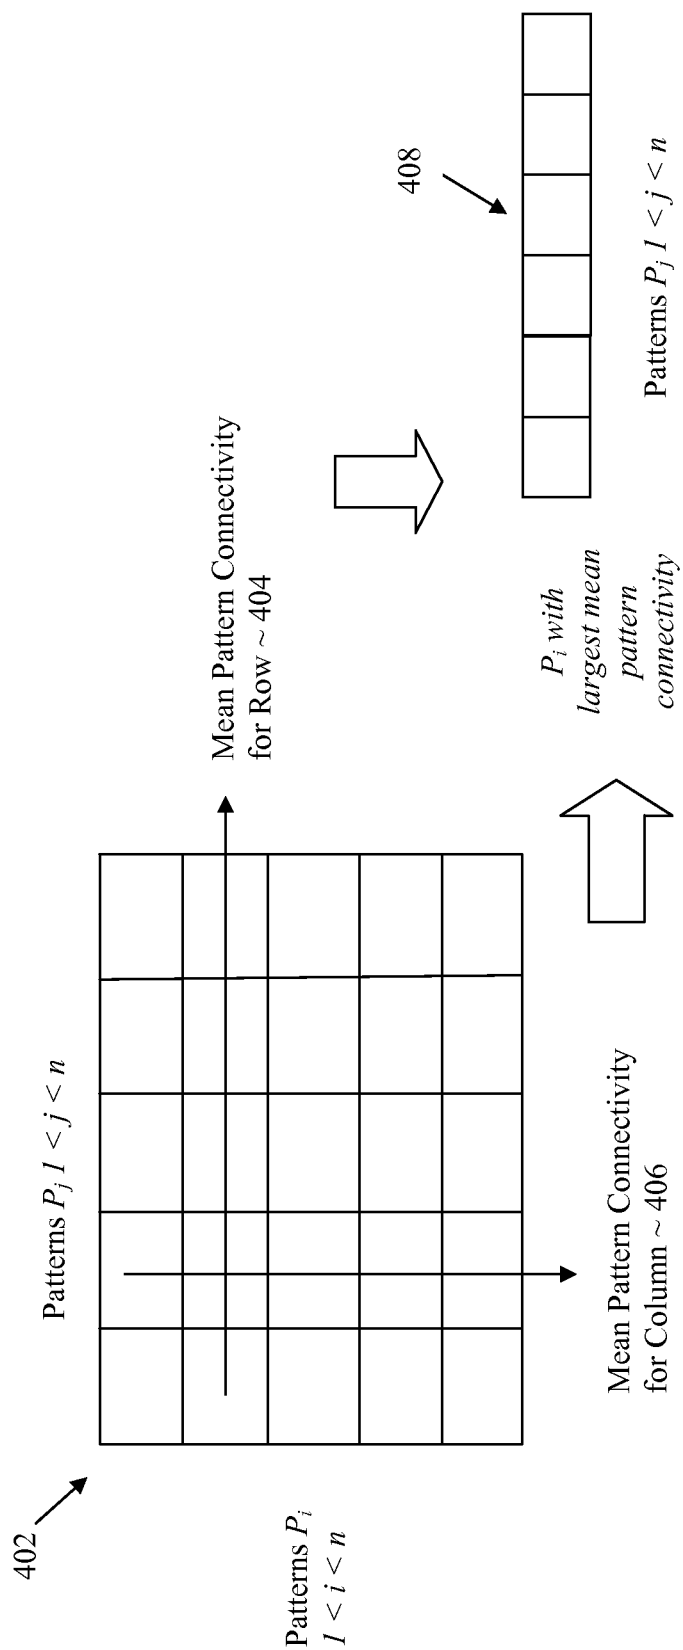 402
Patterns P_j 1 < j < n
Patterns P_i
1 < i < n
Mean Pattern Connectivity
for Row ~ 404
Mean Pattern Connectivity
for Column ~ 406
408
P_i with
largest mean
pattern
connectivity
Patterns P_j 1 < j < n